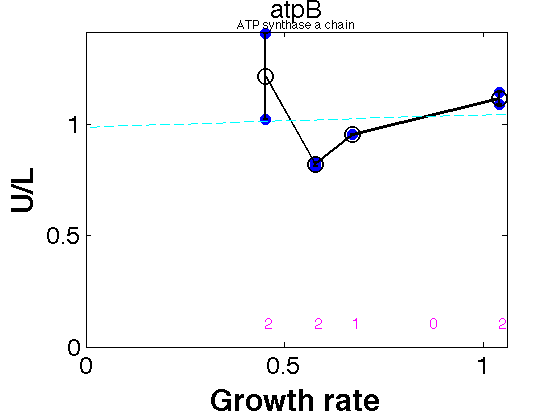 atpB
ATP synthase a chain
U/L
1
0.5
0
2 2 1 0 2
0 0.5 1
Growth rate